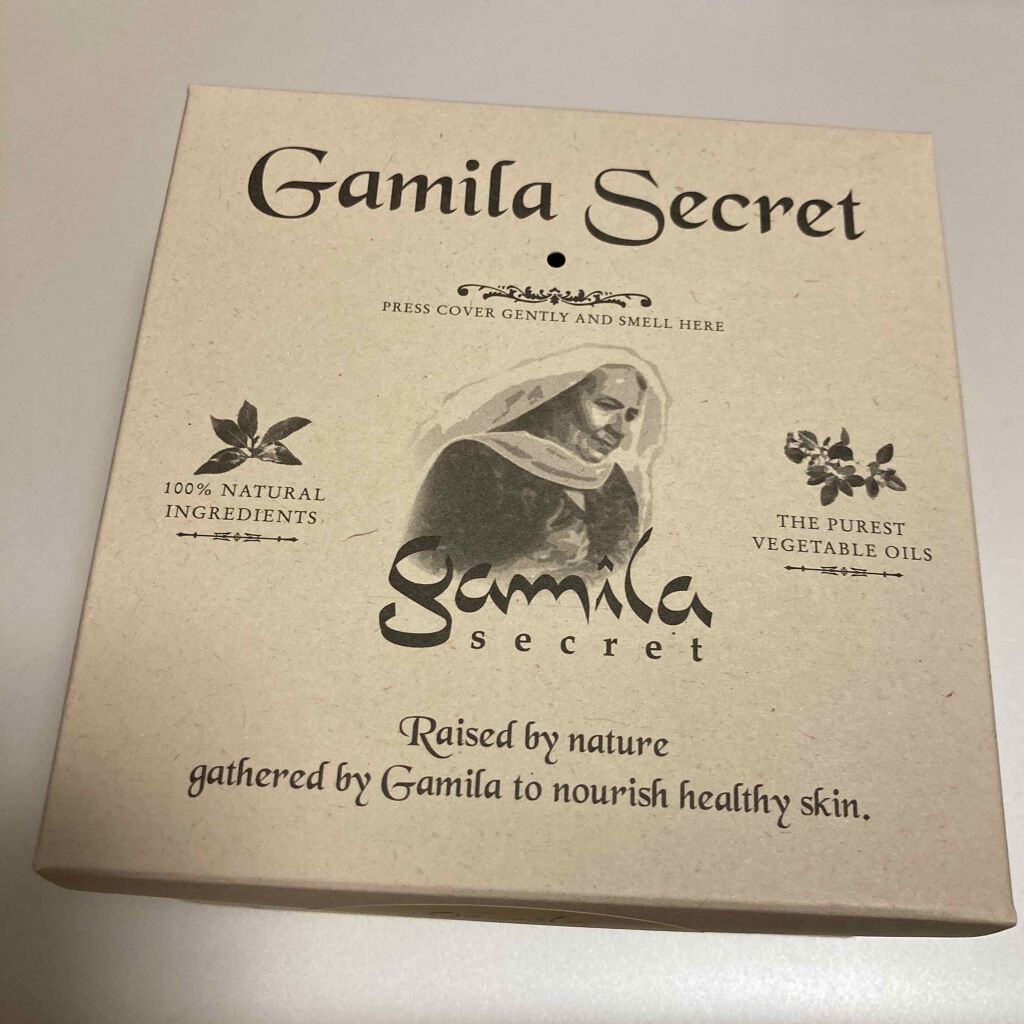 Gamila Secret
PRESS COVER GENTLY AND SMELL HERE
100% NATURAL
INGREDIENTS
THE PUREST
VEGETABLE OILS
gamîla
secret
Raised by nature
gathered by Gamila to nourish healthy skin.